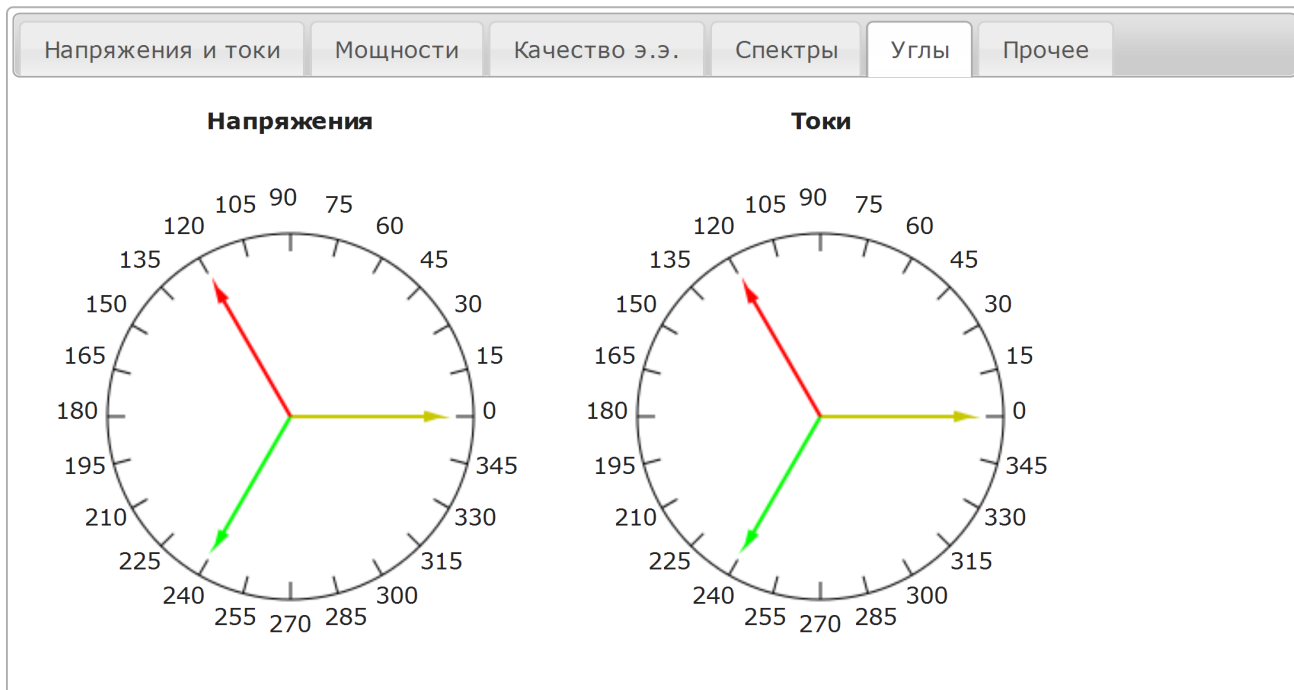 Напряжения и токи Мощности Качество э.э. Спектры Углы Прочее
Напряжения Токи
105 90 75 105 90 75
120 60 120 60
135 45 135 45
150 30 150 30
165 15 165 15
180 0 180 0
195 345 195 345
210 330 210 330
225 315 225 315
240 300 240 300
255 270 285 255 270 285